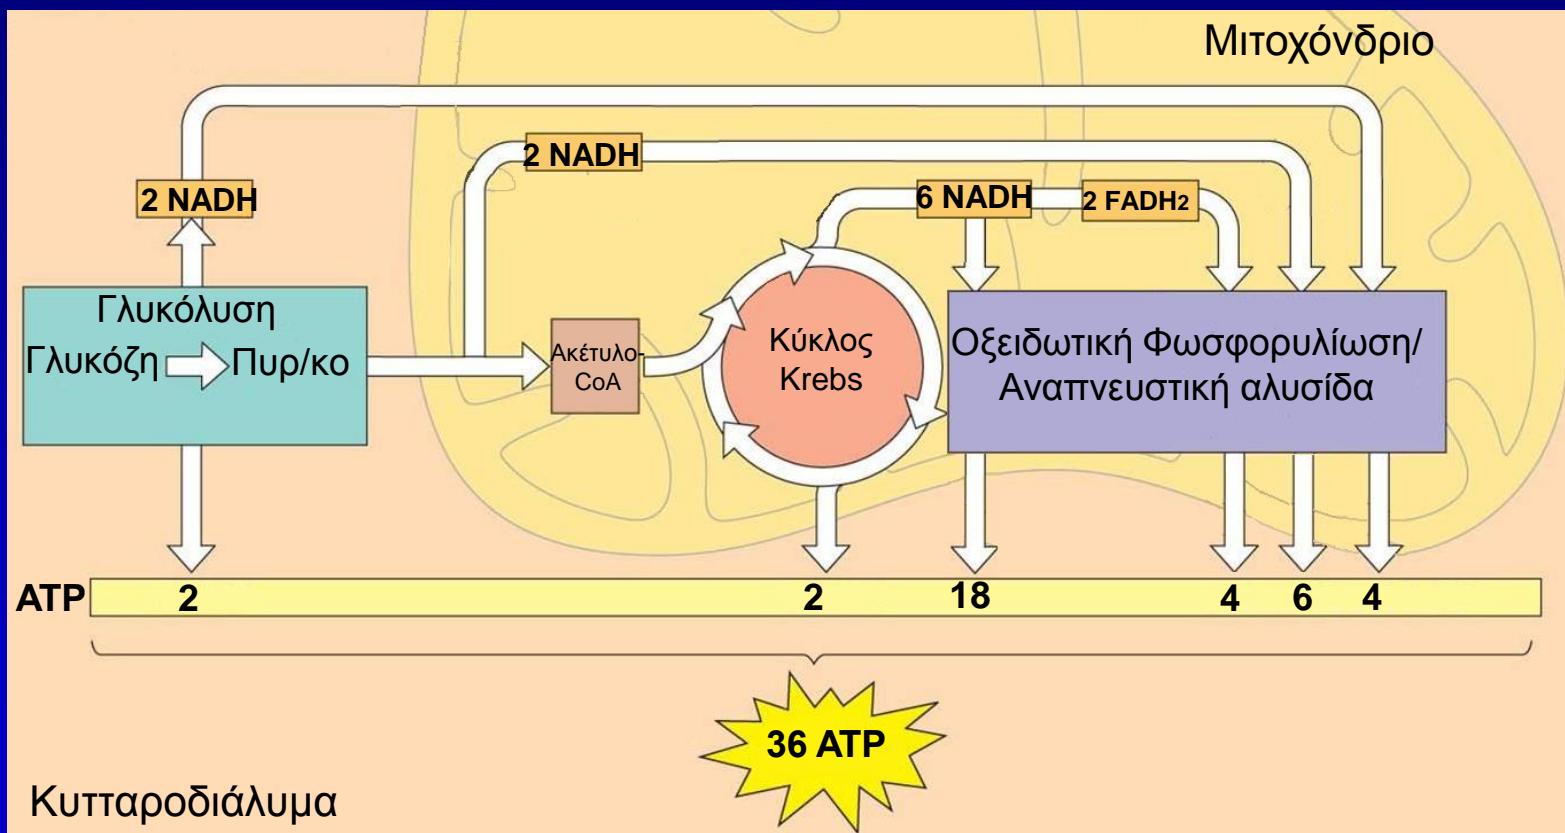 Μιτοχόνδριο
2 NADH
2 NADH
6 NADH
2 FADH2
Γλυκόλυση
Γλυκόζη Πυρ/κο
Ακέτυλο-
CoA
Κύκλος
Krebs
Οξειδωτική Φωσφορυλίωση/
Αναπνευστική αλυσίδα
ATP 2 2 18 4 6 4
36 ATP
Κυτταροδιάλυμα